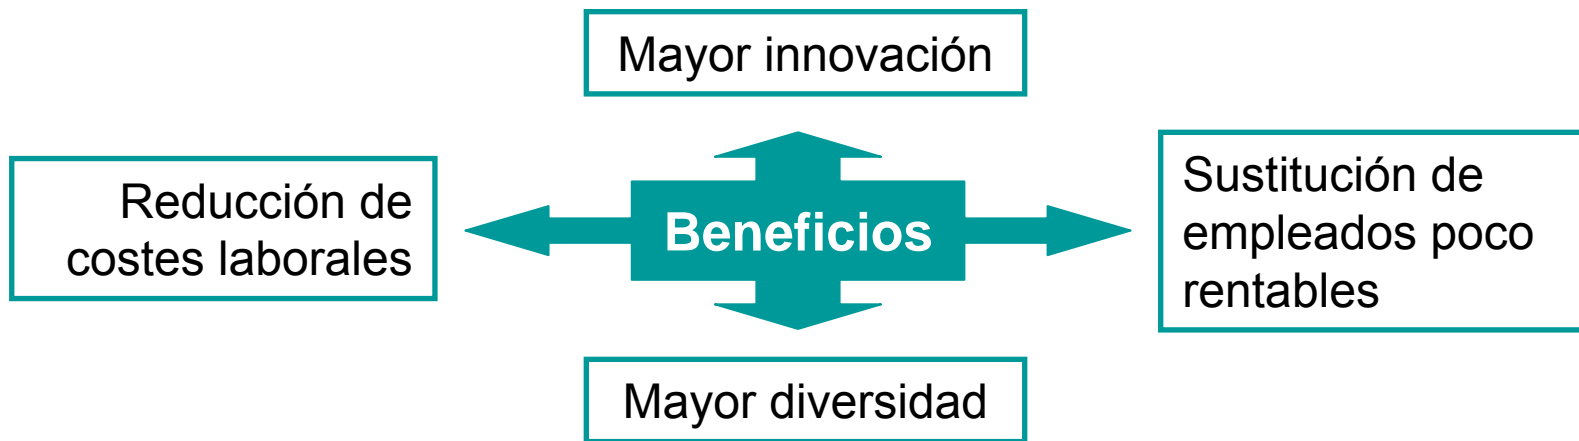 Mayor innovación
Reducción de
costes laborales
Beneficios
Sustitución de
empleados poco
rentables
Mayor diversidad